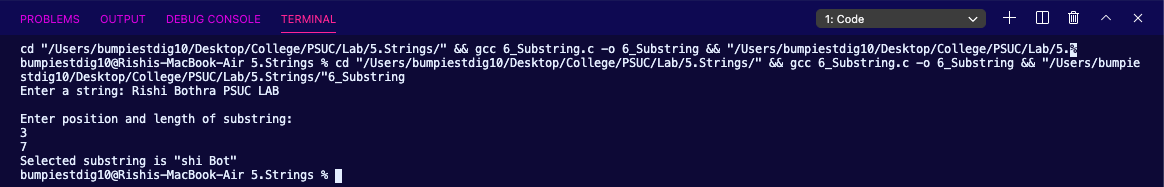 PROBLEMS OUTPUT DEBUG CONSOLE TERMINAL 1: Code
cd "/Users/bumpiestdig10/Desktop/College/PSUC/Lab/5.Strings/" && gcc 6_Substring.c -o 6_Substring && "/Users/bumpiestdig10/Desktop/College/PSUC/Lab/5.%
bumpiestdig10@Rishis-MacBook-Air 5.Strings % cd "/Users/bumpiestdig10/Desktop/College/PSUC/Lab/5.Strings/" && gcc 6_Substring.c -o 6_Substring && "/Users/bumpie
stdig10/Desktop/College/PSUC/Lab/5.Strings/"6_Substring
Enter a string: Rishi Bothra PSUC LAB
Enter position and length of substring:
3
7
Selected substring is "shi Bot"
bumpiestdig10@Rishis-MacBook-Air 5.Strings %